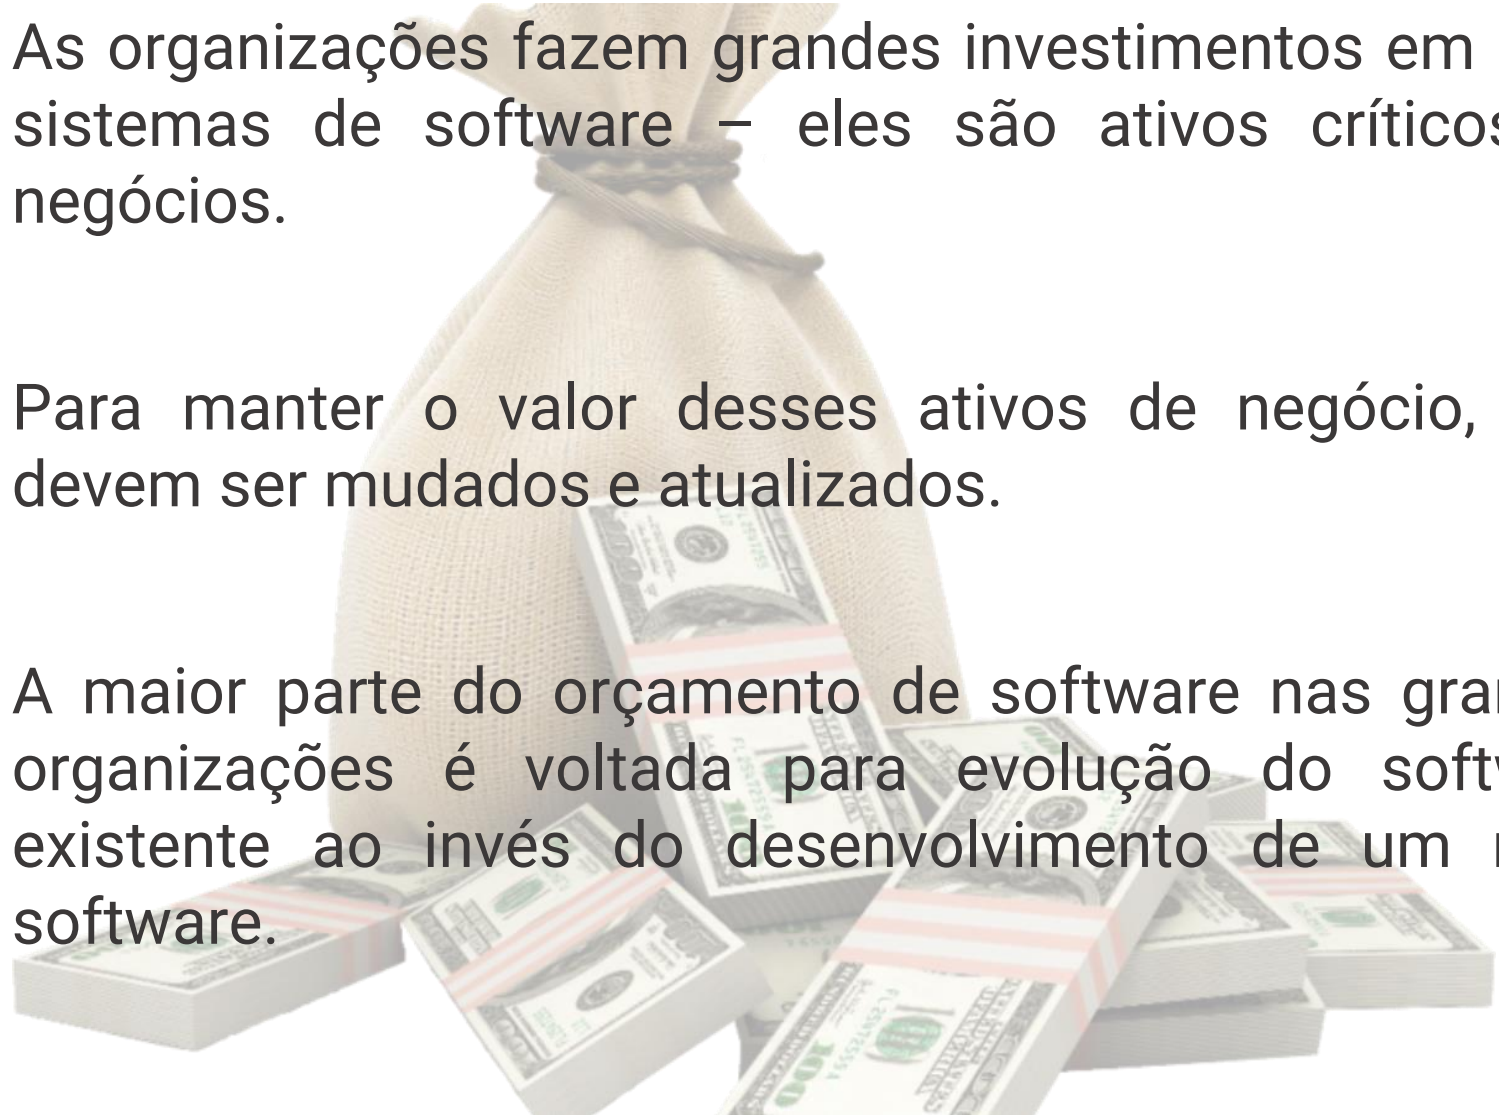 As organizações fazem grandes investimentos em
sistemas de software – eles são ativos críticos
negócios.
Para manter o valor desses ativos de negócio,
devem ser mudados e atualizados.
A maior parte do orçamento de software nas
organizações é voltada para evolução do
existente ao invés do desenvolvimento de um
software.